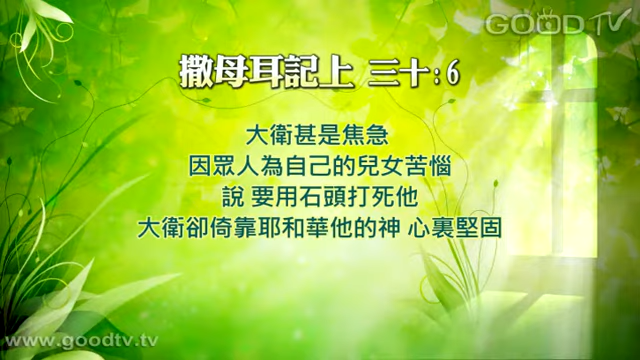 GOOD TV
撒母耳記上 三十：6
大衛甚是焦急
因眾人為自己的兒女苦惱
說 要用石頭打死他
大衛卻倚靠耶和華他的神 心裏堅固
www.goodtv.tv